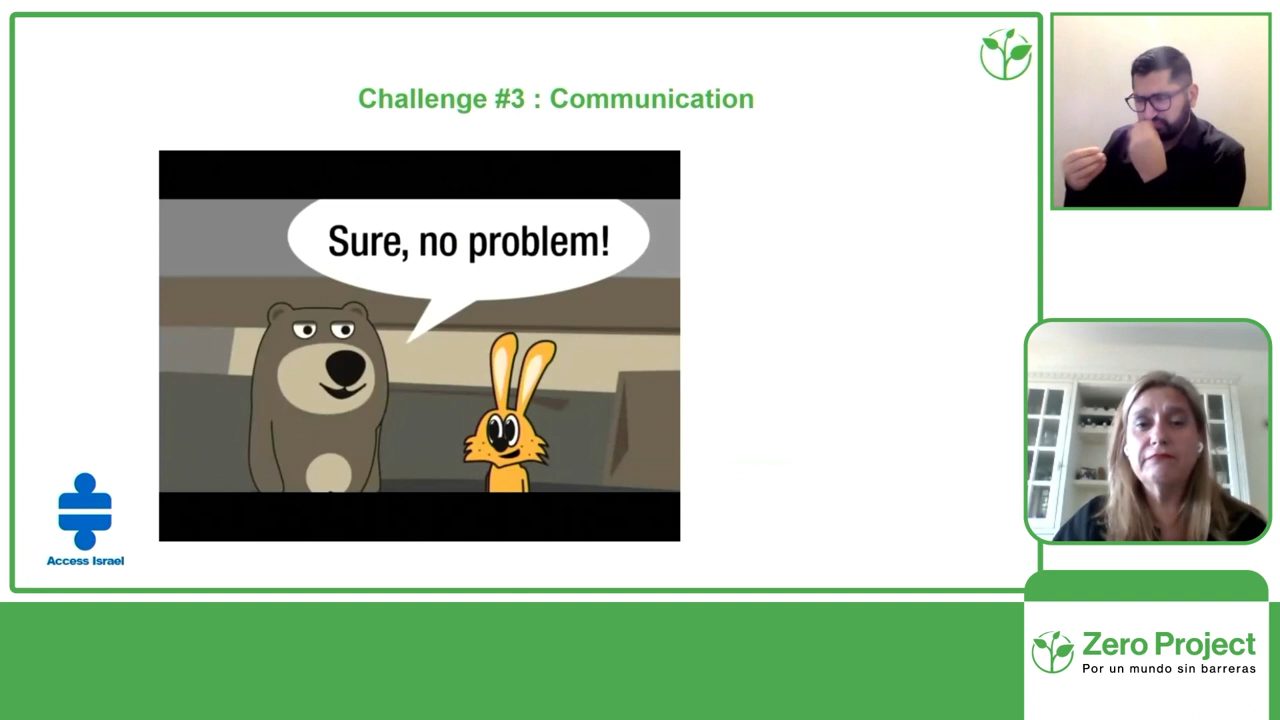 Challenge #3 : Communication
Sure, no problem!
Access Israel
Zero Project
Por un mundo sin barreras